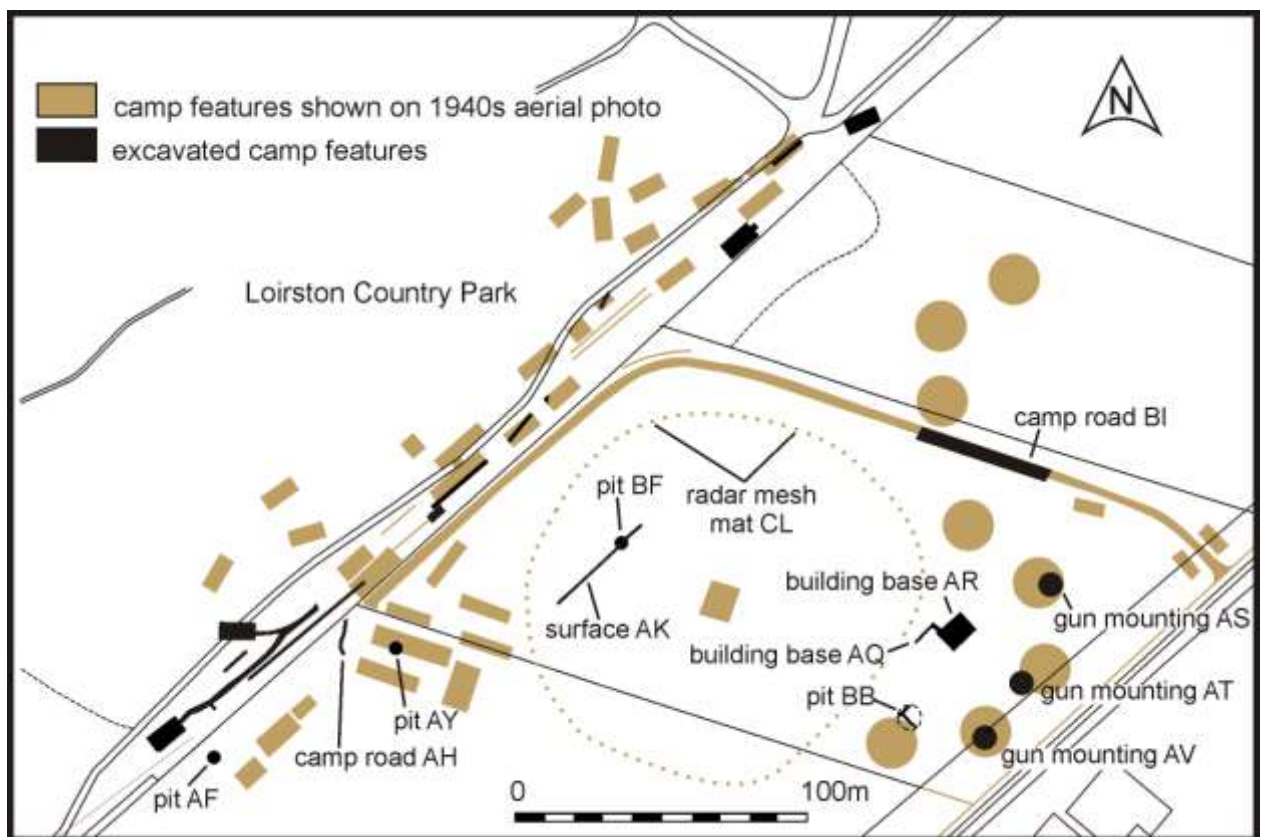 camp features shown on 1940s aerial photo
excavated camp features
N
Loirston Country Park
camp road BI
pit BF
radar mesh
mat CL
building base AR
gun mounting AS
surface AK
building base AQ
gun mounting AT
pit BB
pit AY
camp road AH
gun mounting AV
pit AF
0 100m